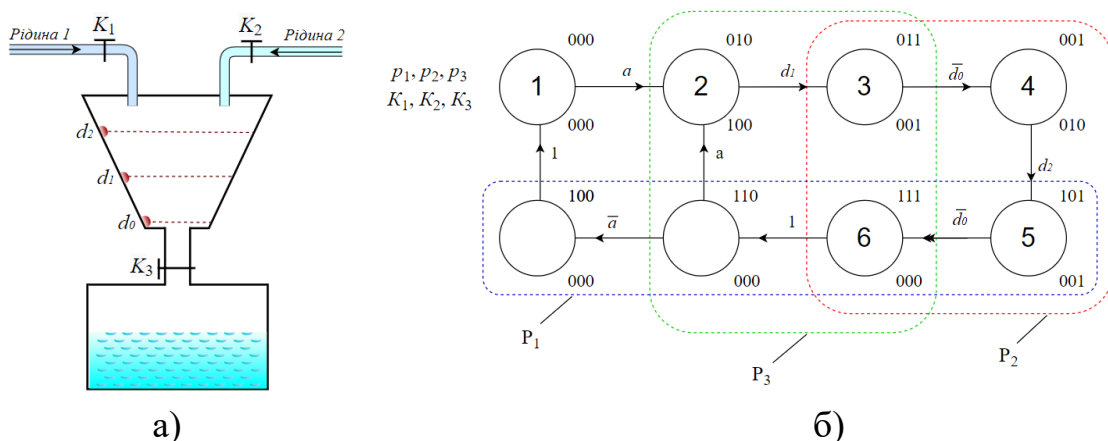 Рідина 1
K₁
K₂
Рідина 2
d₂
d₁
d₀
K₃
а)
p₁, p₂, p₃
K₁, K₂, K₃
000 010 011 001
1 a 2 d₁ 3 d̅₀ 4
000 100 001 010
1 a d₂
100 110 111 101
a̅ 1 6 d̅₀ 5
000 000 000 001
P₁
P₃
P₂
б)